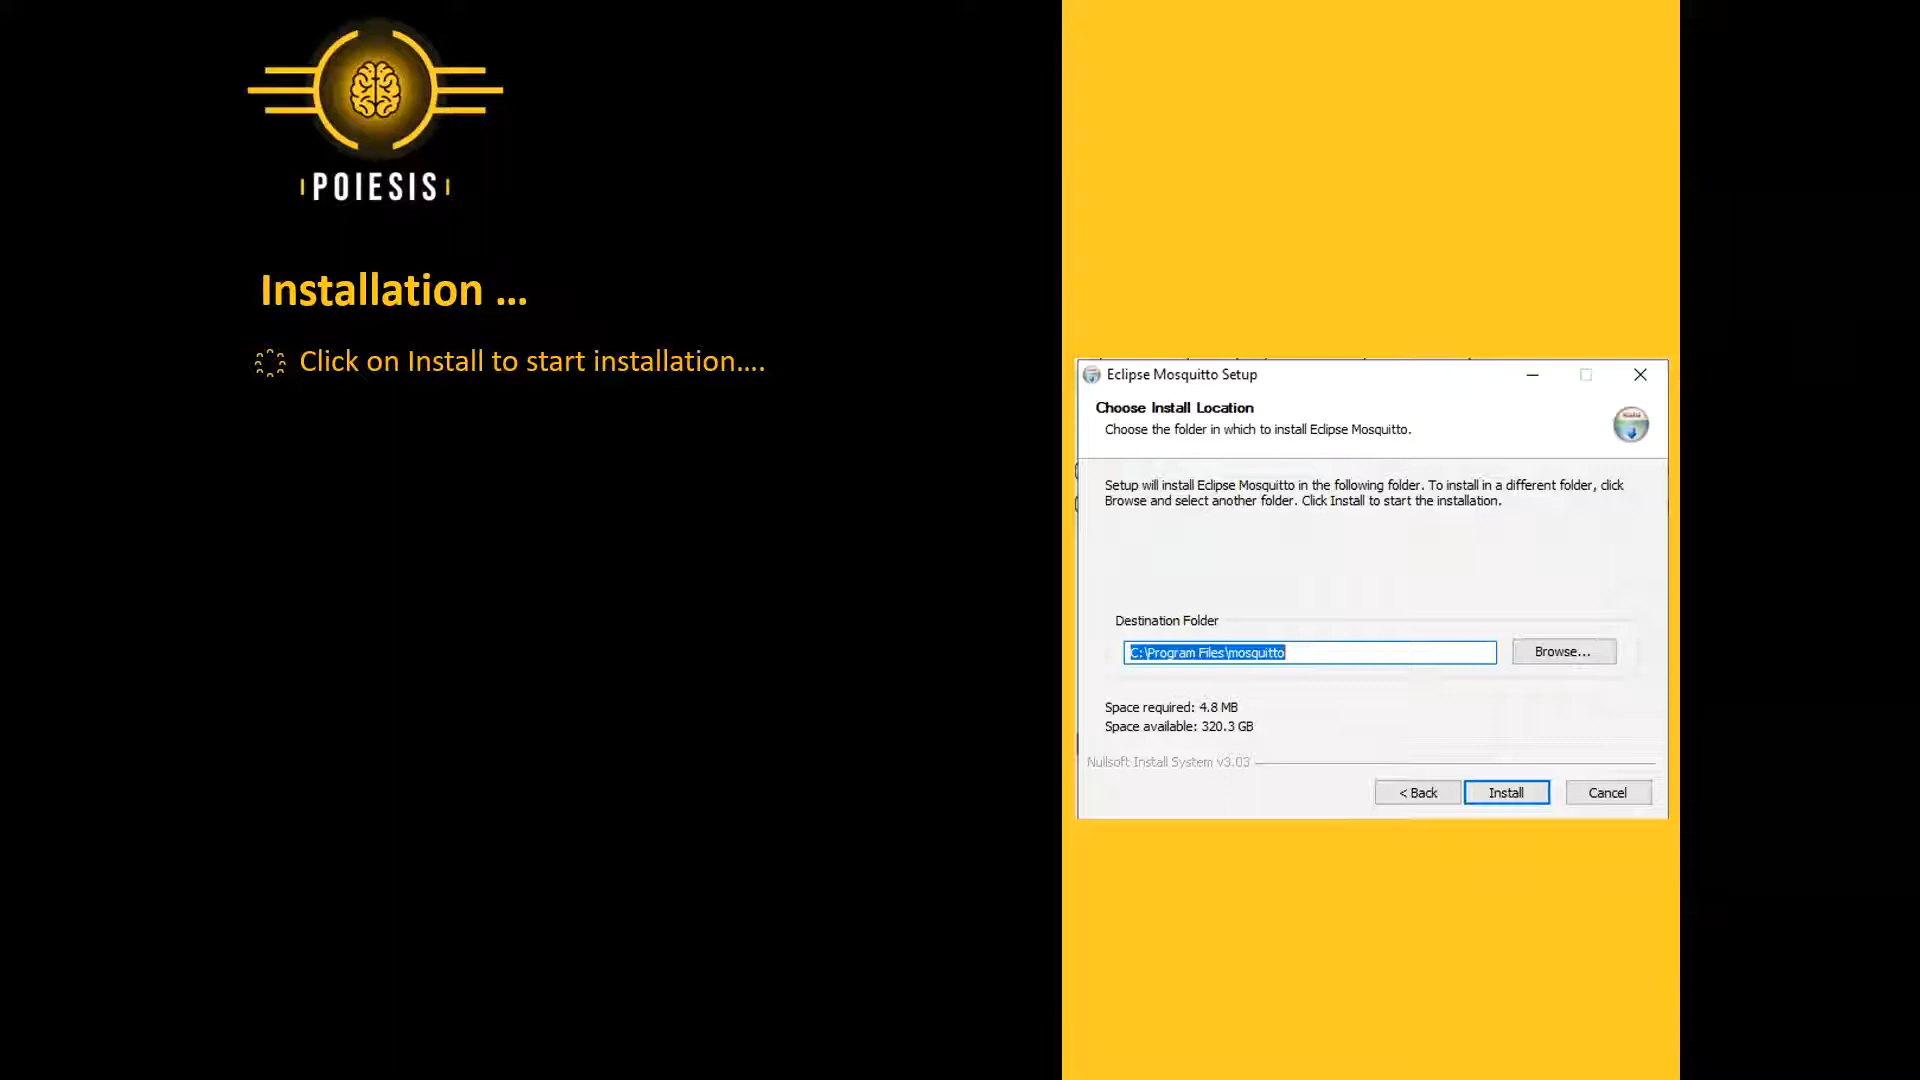 POIESIS
Installation ...
Click on Install to start installation....
Eclipse Mosquitto Setup
Choose Install Location
Choose the folder in which to install Eclipse Mosquitto.
Setup will install Eclipse Mosquitto in the following folder. To install in a different folder, click
Browse and select another folder. Click Install to start the installation.
Destination Folder
C:\Program Files\mosquitto
Browse...
Space required: 4.8 MB
Space available: 320.3 GB
Nullsoft Install System v3.03
< Back
Install
Cancel